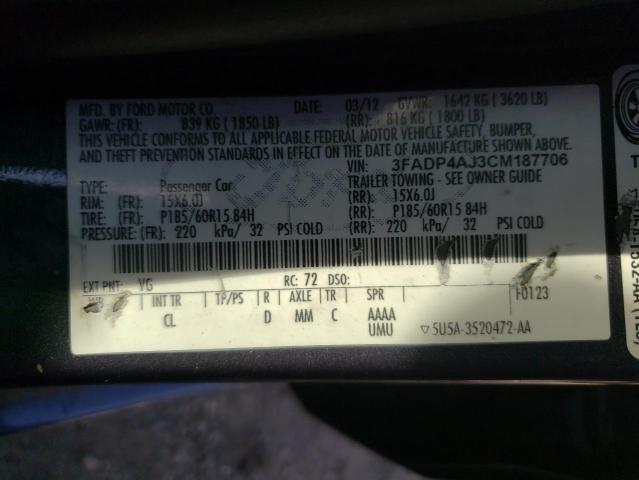 MFD. BY FORD MOTOR CO. DATE: 03/12 GVWR: 1642 KG ( 3620 LB)
GAWR: (FR): 839 KG ( 1850 LB) (RR): 816 KG ( 1800 LB)
THIS VEHICLE CONFORMS TO ALL APPLICABLE FEDERAL MOTOR VEHICLE SAFETY, BUMPER,
AND THEFT PREVENTION STANDARDS IN EFFECT ON THE DATE OF MANUFACTURE SHOWN ABOVE.
VIN: 3FADP4AJ3CM187706
TYPE: Passenger Car TRAILER TOWING - SEE OWNER GUIDE
RIM: (FR): 15X6.0J (RR): 15X6.0J
TIRE: (FR): P185/60R15 84H (RR): P185/60R15 84H
PRESSURE: (FR): 220 kPa/ 32 PSI COLD (RR): 220 kPa/ 32 PSI COLD
EXT PNT: VG RC: 72 DSO: F0123
WB INT TR TP/PS R AXLE TR SPR
CL D MM C AAAA
UMU ▽ 5U5A-3520472-AA